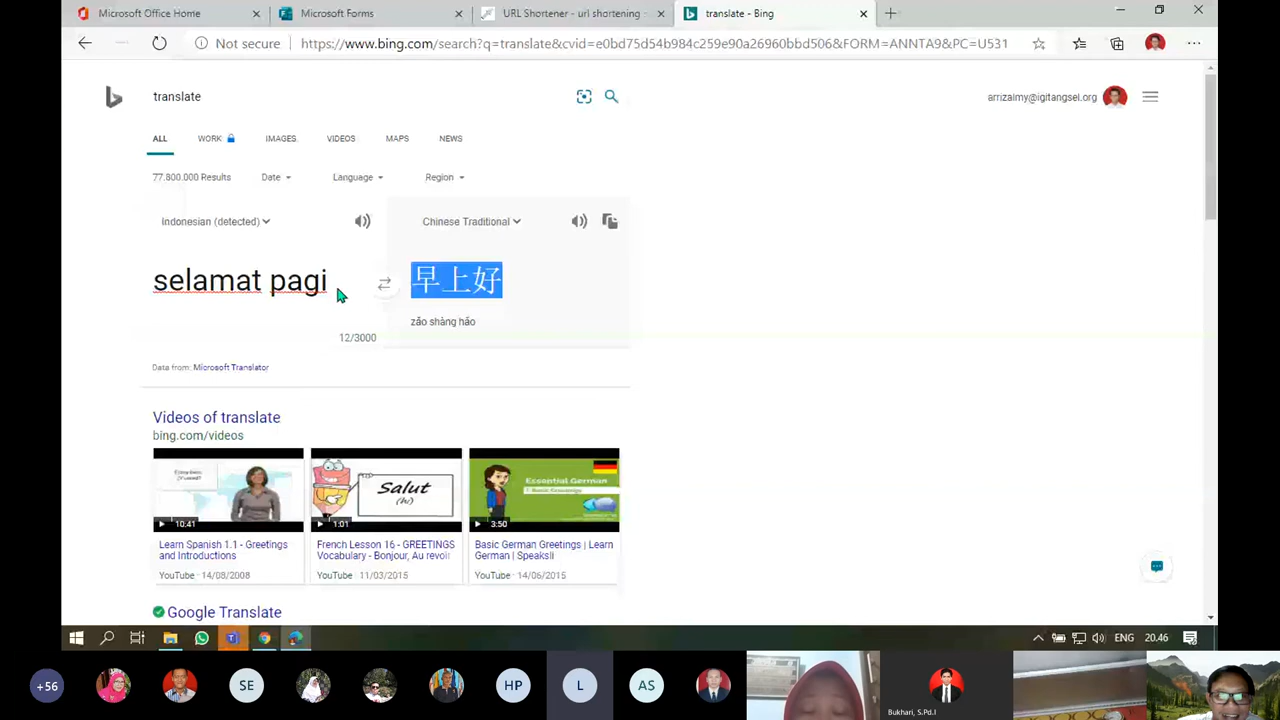 Microsoft Office Home
Microsoft Forms
URL Shortener - url shortening -
translate - Bing
Not secure
https://www.bing.com/search?q=translate&cvid=e0bd75d54b984c259e90a26960bbd506&FORM=ANNTA9&PC=U531
translate
arrizalmy@igitangsel.org
ALL WORK IMAGES VIDEOS MAPS NEWS
77.800.000 Results Date Language Region
Indonesian (detected)
Chinese Traditional
selamat pagi
早上好
zǎo shàng hǎo
12/3000
Data from: Microsoft Translator
Videos of translate
bing.com/videos
Salut
(hi)
Essential German
10:41
1:01
3:50
Learn Spanish 1.1 - Greetings
and Introductions
YouTube · 14/08/2008
French Lesson 16 - GREETINGS
Vocabulary - Bonjour, Au revoir
YouTube · 11/03/2015
Basic German Greetings | Learn
German | Speaksli
YouTube · 14/06/2015
Google Translate
ENG 20.46
+56
SE
HP
L
AS
Bukhari, S.Pd.I